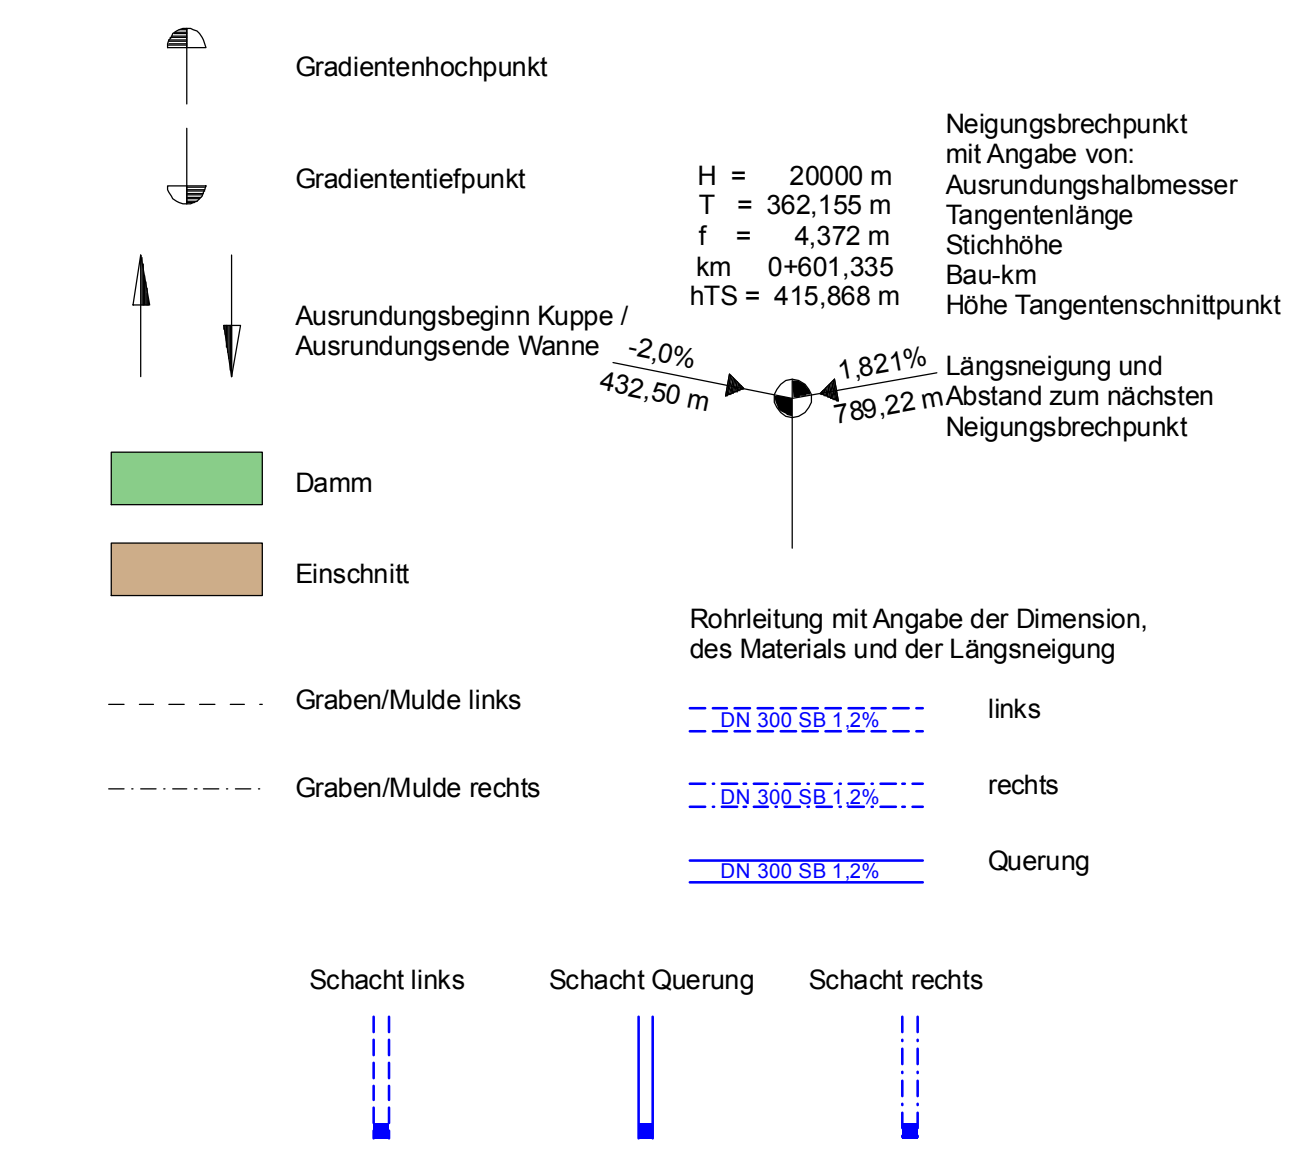 Gradientenhochpunkt
Gradiententiefpunkt
Ausrundungsbeginn Kuppe /
Ausrundungsende Wanne
Damm
Einschnitt
Graben/Mulde links
Graben/Mulde rechts
H = 20000 m
T = 362,155 m
f = 4,372 m
km 0+601,335
hTS = 415,868 m
Neigungsbrechpunkt
mit Angabe von:
Ausrundungshalbmesser
Tangentenlänge
Stichhöhe
Bau-km
Höhe Tangentenschnittpunkt
-2,0%
432,50 m
1,821%
789,22 m
Längsneigung und
Abstand zum nächsten
Neigungsbrechpunkt
Rohrleitung mit Angabe der Dimension,
des Materials und der Längsneigung
DN 300 SB 1,2%
links
DN 300 SB 1,2%
rechts
DN 300 SB 1,2%
Querung
Schacht links
Schacht Querung
Schacht rechts